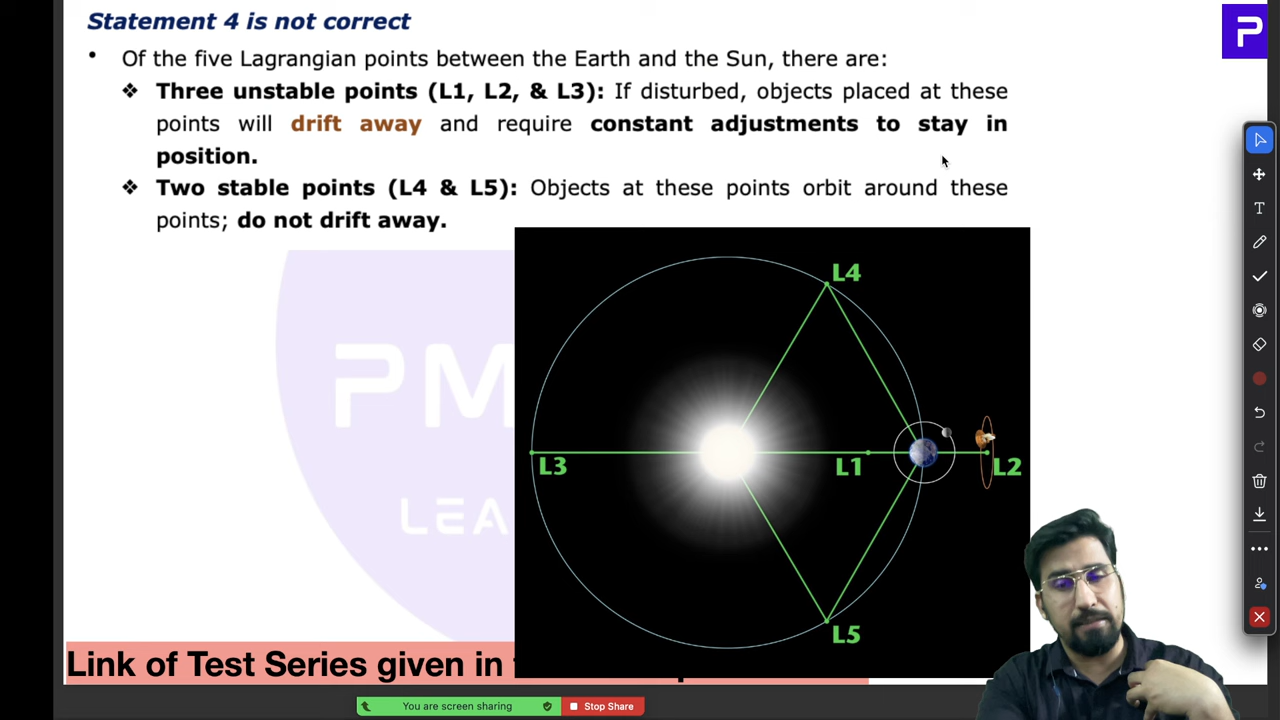 Statement 4 is not correct
P
• Of the five Lagrangian points between the Earth and the Sun, there are:
❖ Three unstable points (L1, L2, & L3): If disturbed, objects placed at these
points will drift away and require constant adjustments to stay in
position.
❖ Two stable points (L4 & L5): Objects at these points orbit around these
points; do not drift away.
L4
PM
L3
L1
L2
LEA
L5
Link of Test Series given in
You are screen sharing
Stop Share
T